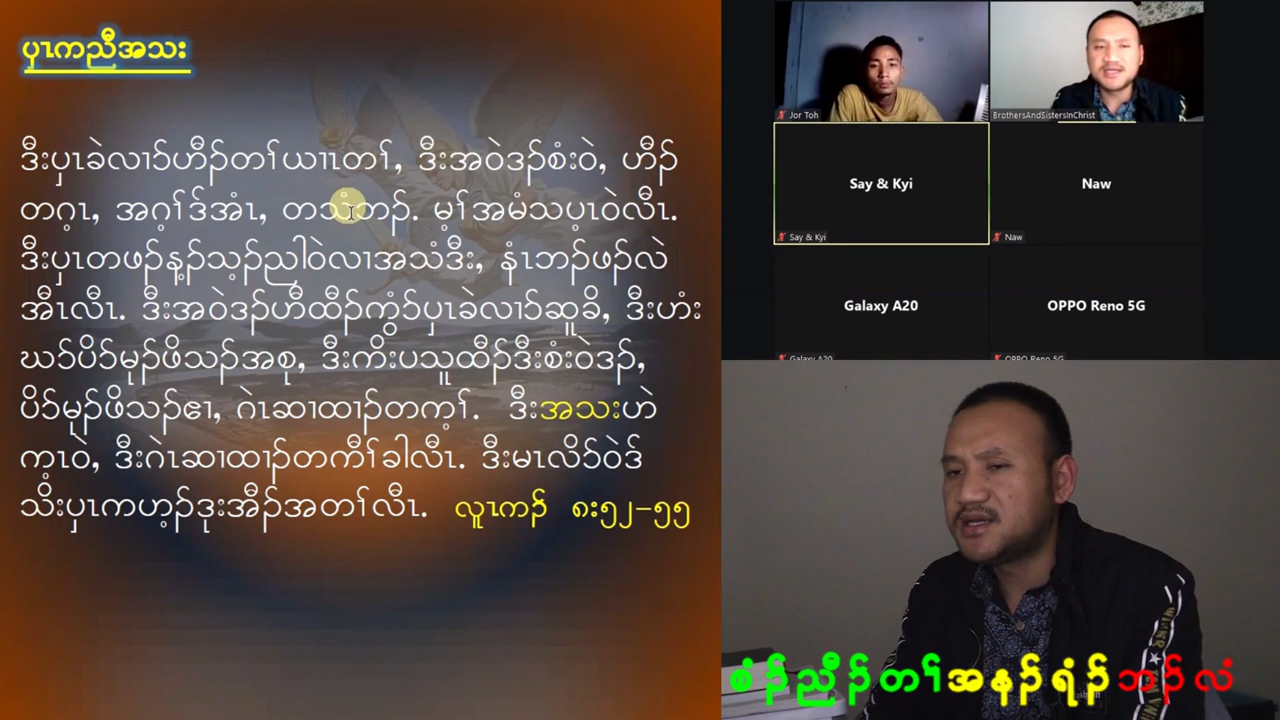 ပှၤကညီအသး
ဒီးပှၤခဲလၢာ်ဟီၣ်တၢ်ယၢၤတၢ်, ဒီးအဝဲဒၣ်စံးဝဲ, ဟီၣ်
တဂ့ၤ, အဂ့ၢ်ဒ်အံၤ, တသံဘၣ်. မ့ၢ်အမံသပ့ၤဝဲလီၤ.
ဒီးပှၤတဖၣ်န့ၣ်သ့ၣ်ညါဝဲလၢအသံဒီး, နံၤဘၣ်ဖၣ်လဲ
အီၤလီၤ. ဒီးအဝဲဒၣ်ဟီထီၣ်ကွံာ်ပှၤခဲလၢာ်ဆူခိ, ဒီးဟံး
ဃာ်ပိာ်မုၣ်ဖိသၣ်အစု, ဒီးကိးပသူထီၣ်ဒီးစံးဝဲဒၣ်,
ပိာ်မုၣ်ဖိသၣ်ဧၢ, ဂဲၤဆၢထၢၣ်တက့ၢ်. ဒီးအသးဟဲ
က့ၤဝဲ, ဒီးဂဲၤဆၢထၢၣ်တကီၢ်ခါလီၤ. ဒီးမၤလိာ်ဝဲဒ်
သိးပှၤကဟ့ၣ်ဒုးအီၣ်အတၢ်လီၤ. လူၤကၣ် ၈း၅၂–၅၅
Jor Toh
BrothersAndSistersInChrist
Say & Kyi
Naw
Say & Kyi
Naw
Galaxy A20
OPPO Reno 5G
Galaxy A20
OPPO Reno 5G
စံၣ်ညီၣ်တၢ်အနၣ်ရံၣ်ဘၣ်လံ